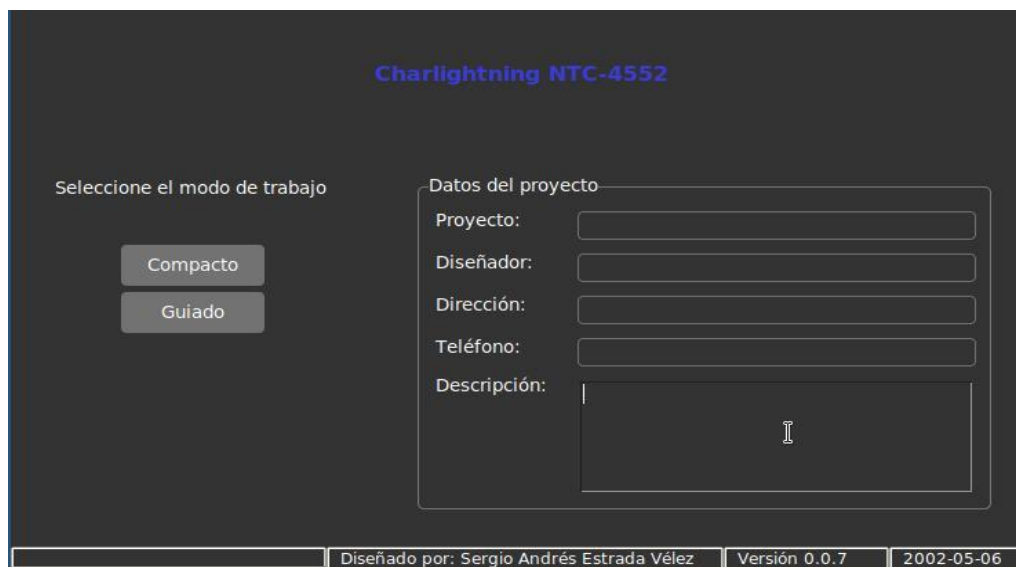 Charlightning NTC-4552
Seleccione el modo de trabajo
Compacto
Guiado
Datos del proyecto
Proyecto:
Diseñador:
Dirección:
Teléfono:
Descripción:
Diseñado por: Sergio Andrés Estrada Vélez
Versión 0.0.7
2002-05-06